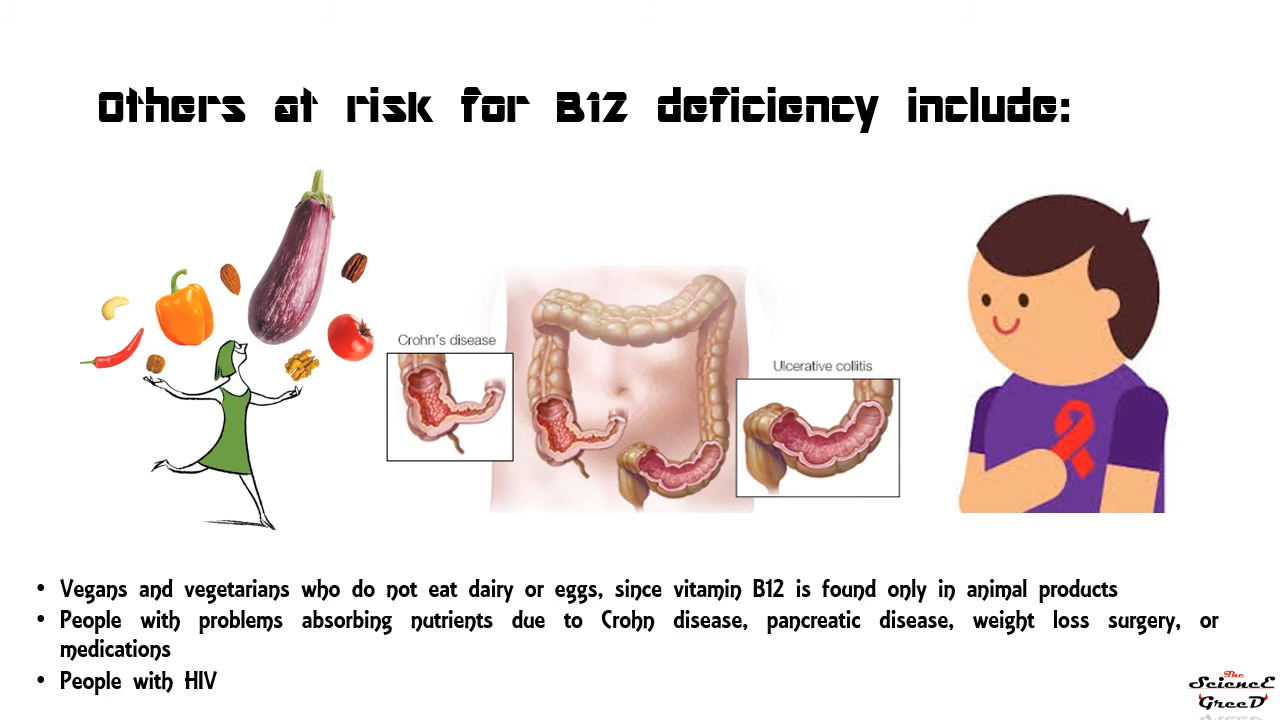 Others at risk for B12 deficiency include:
Crohn's disease
Ulcerative collitis
• Vegans and vegetarians who do not eat dairy or eggs, since vitamin B12 is found only in animal products
• People with problems absorbing nutrients due to Crohn disease, pancreatic disease, weight loss surgery, or
medications
• People with HIV
The
SciencE
GreeD